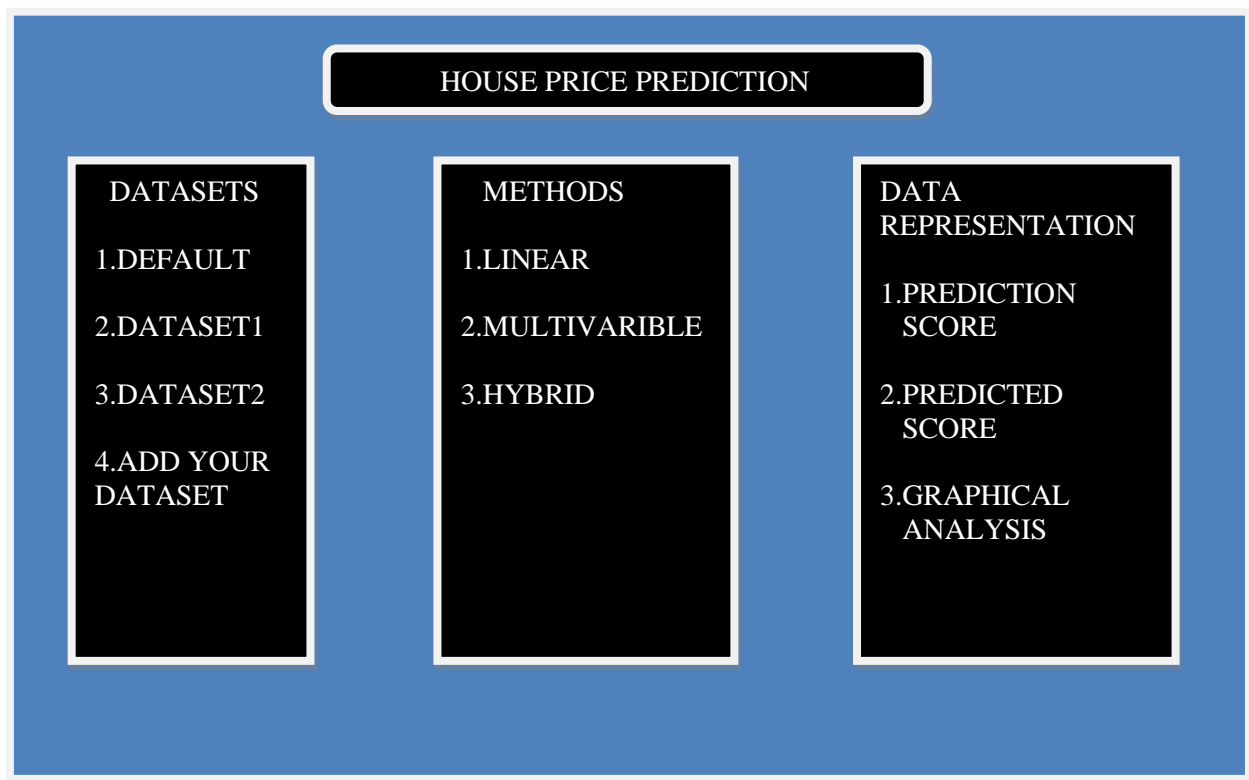 HOUSE PRICE PREDICTION
DATASETS
1.DEFAULT
2.DATASET1
3.DATASET2
4.ADD YOUR
DATASET
METHODS
1.LINEAR
2.MULTIVARIBLE
3.HYBRID
DATA
REPRESENTATION
1.PREDICTION
SCORE
2.PREDICTED
SCORE
3.GRAPHICAL
ANALYSIS